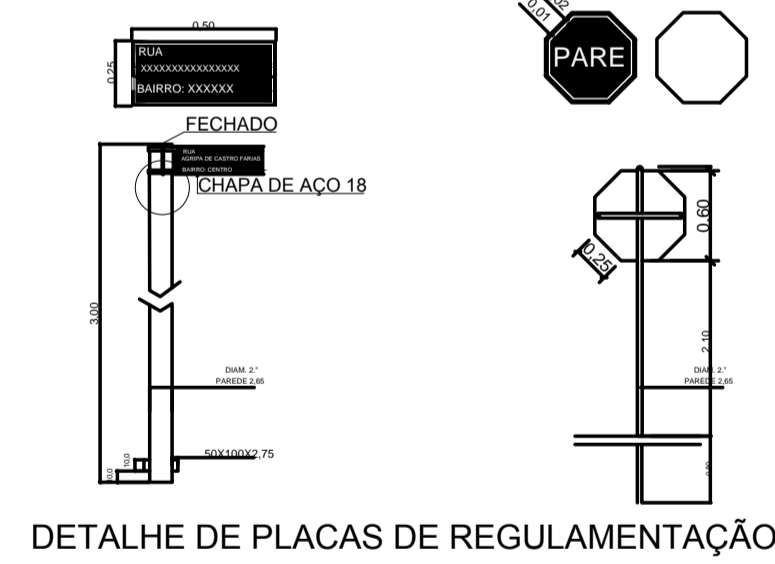 0,50
0,25
RUA
XXXXXXXXXXXXXXXX
BAIRRO: XXXXXX
0,01
PARE
FECHADO
RUA
AGRIPA DE CASTRO FARIAS
BAIRRO: CENTRO
CHAPA DE AÇO 18
0.60
0,25
3,00
2,10
DIAM. 2."
PAREDE 2,65
DIAM. 2."
PAREDE 2,65
50X100X2,75
10,0
DETALHE DE PLACAS DE REGULAMENTAÇÃO